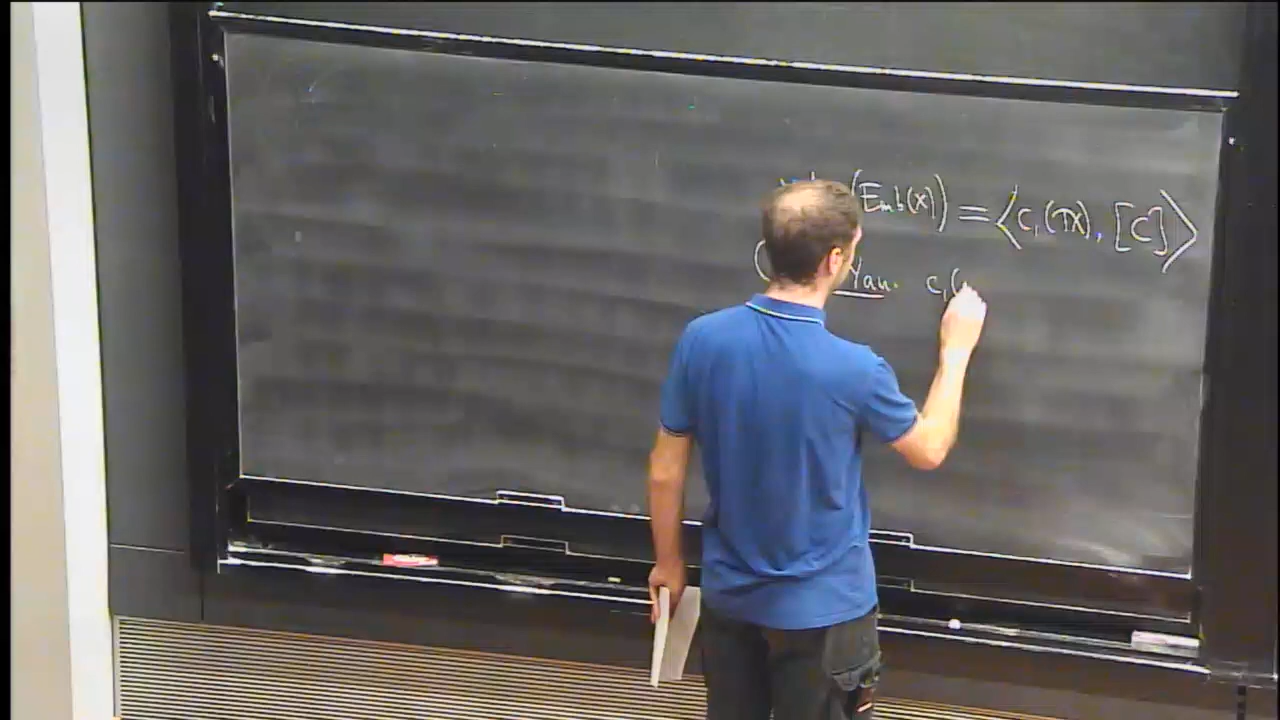 (Emb(X)) = ⟨c₁(TX), [C]⟩
( Yau. c₁(